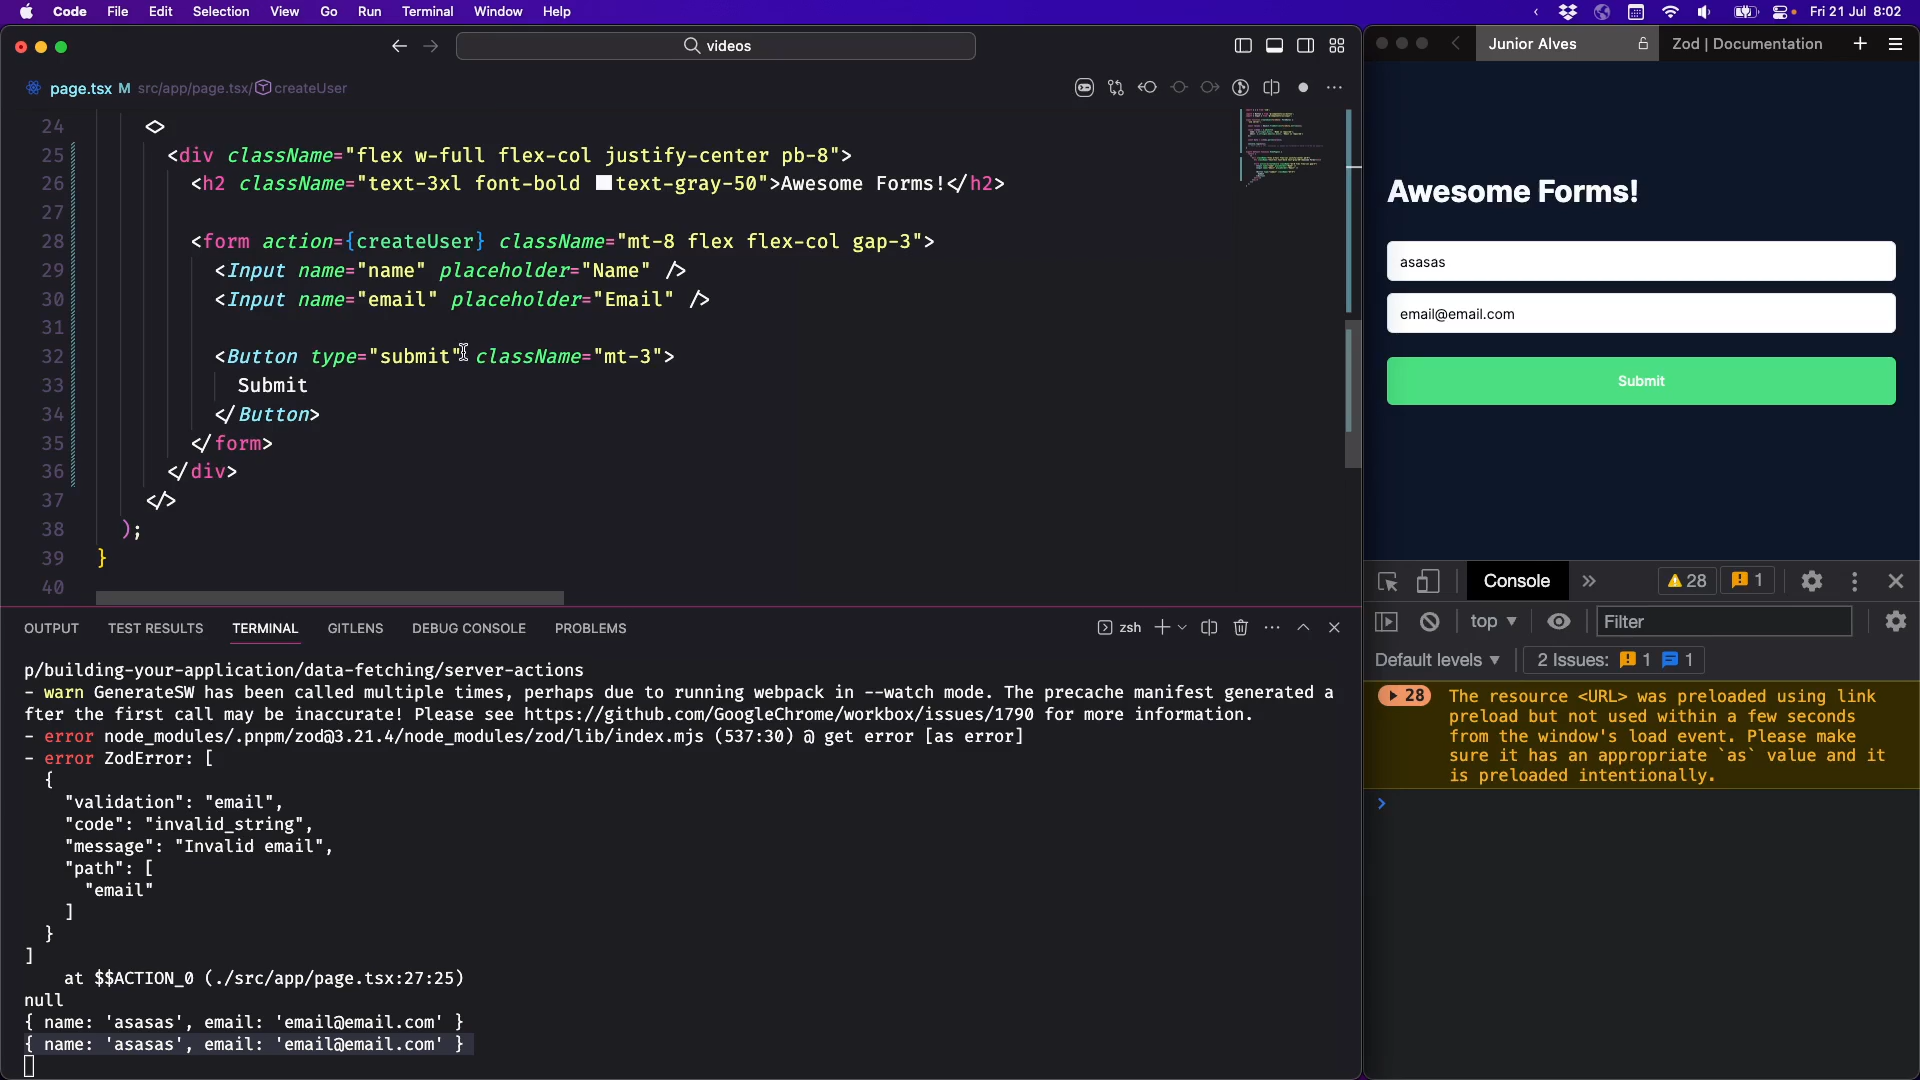 Code File Edit Selection View Go Run Terminal Window Help
Fri 21 Jul 8:02
videos
page.tsx M src/app/page.tsx/ createUser
24 <>
25 <div className="flex w-full flex-col justify-center pb-8">
26 <h2 className="text-3xl font-bold text-gray-50">Awesome Forms!</h2>
27
28 <form action={createUser} className="mt-8 flex flex-col gap-3">
29 <Input name="name" placeholder="Name" />
30 <Input name="email" placeholder="Email" />
31
32 <Button type="submit" className="mt-3">
33 Submit
34 </Button>
35 </form>
36 </div>
37 </>
38 );
39 }
40
OUTPUT TEST RESULTS TERMINAL GITLENS DEBUG CONSOLE PROBLEMS
zsh
p/building-your-application/data-fetching/server-actions
- warn GenerateSW has been called multiple times, perhaps due to running webpack in --watch mode. The precache manifest generated a
fter the first call may be inaccurate! Please see https://github.com/GoogleChrome/workbox/issues/1790 for more information.
- error node_modules/.pnpm/zod@3.21.4/node_modules/zod/lib/index.mjs (537:30) @ get error [as error]
- error ZodError: [
{
"validation": "email",
"code": "invalid_string",
"message": "Invalid email",
"path": [
"email"
]
}
]
at $$ACTION_0 (./src/app/page.tsx:27:25)
null
{ name: 'asasas', email: 'email@email.com' }
{ name: 'asasas', email: 'email@email.com' }
Junior Alves
Zod | Documentation
Awesome Forms!
asasas
email@email.com
Submit
Console » 28 1
top Filter
Default levels 2 Issues: 1 1
28 The resource <URL> was preloaded using link
preload but not used within a few seconds
from the window's load event. Please make
sure it has an appropriate `as` value and it
is preloaded intentionally.